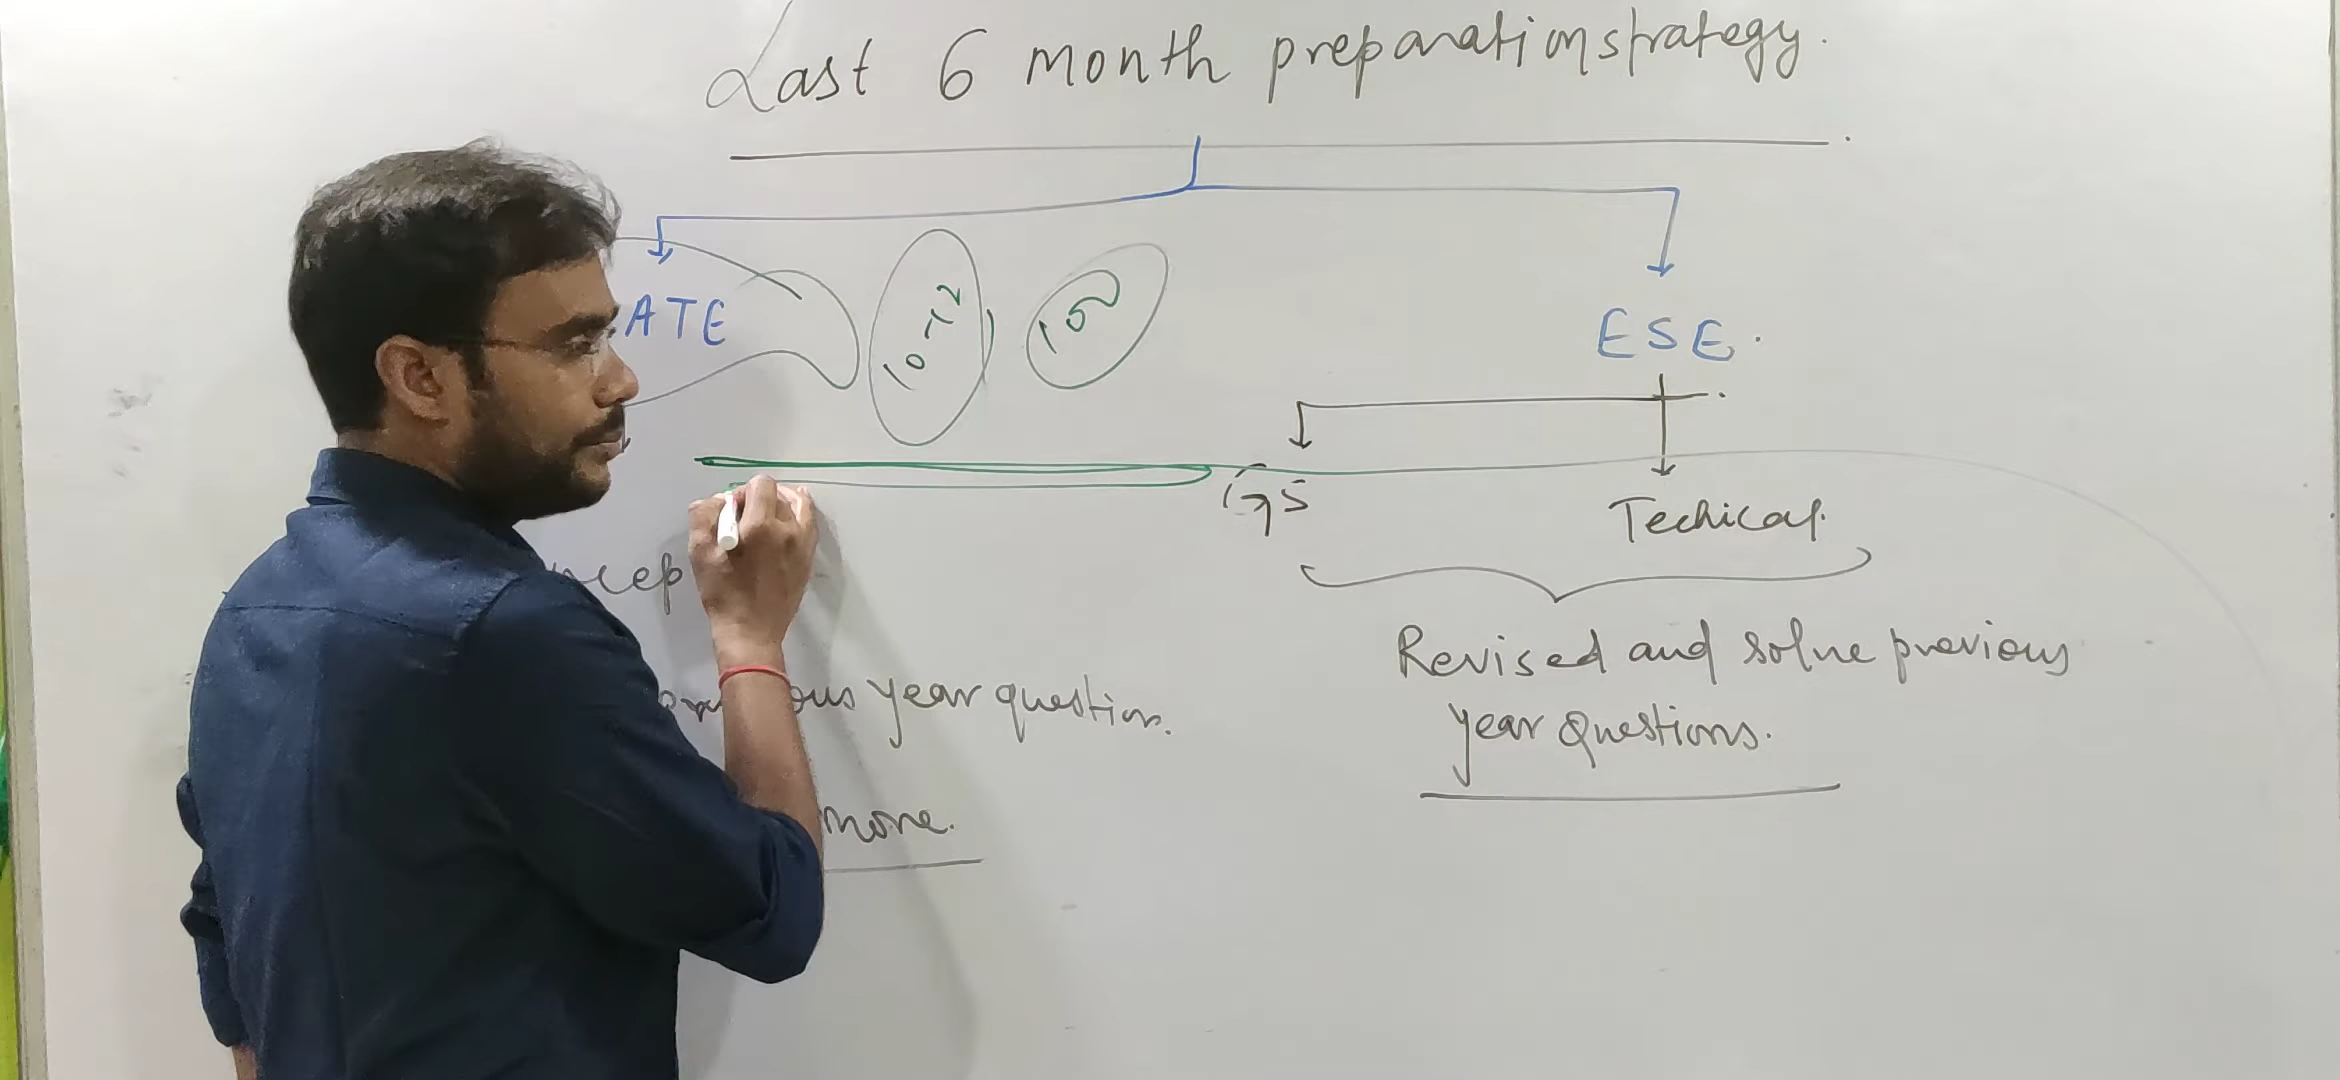 Last 6 month preparation strategy.
ATE
10-12
ESE.
GS
Techical.
ncep
ous year question.
Revised and solve previous
year Questions.
more.